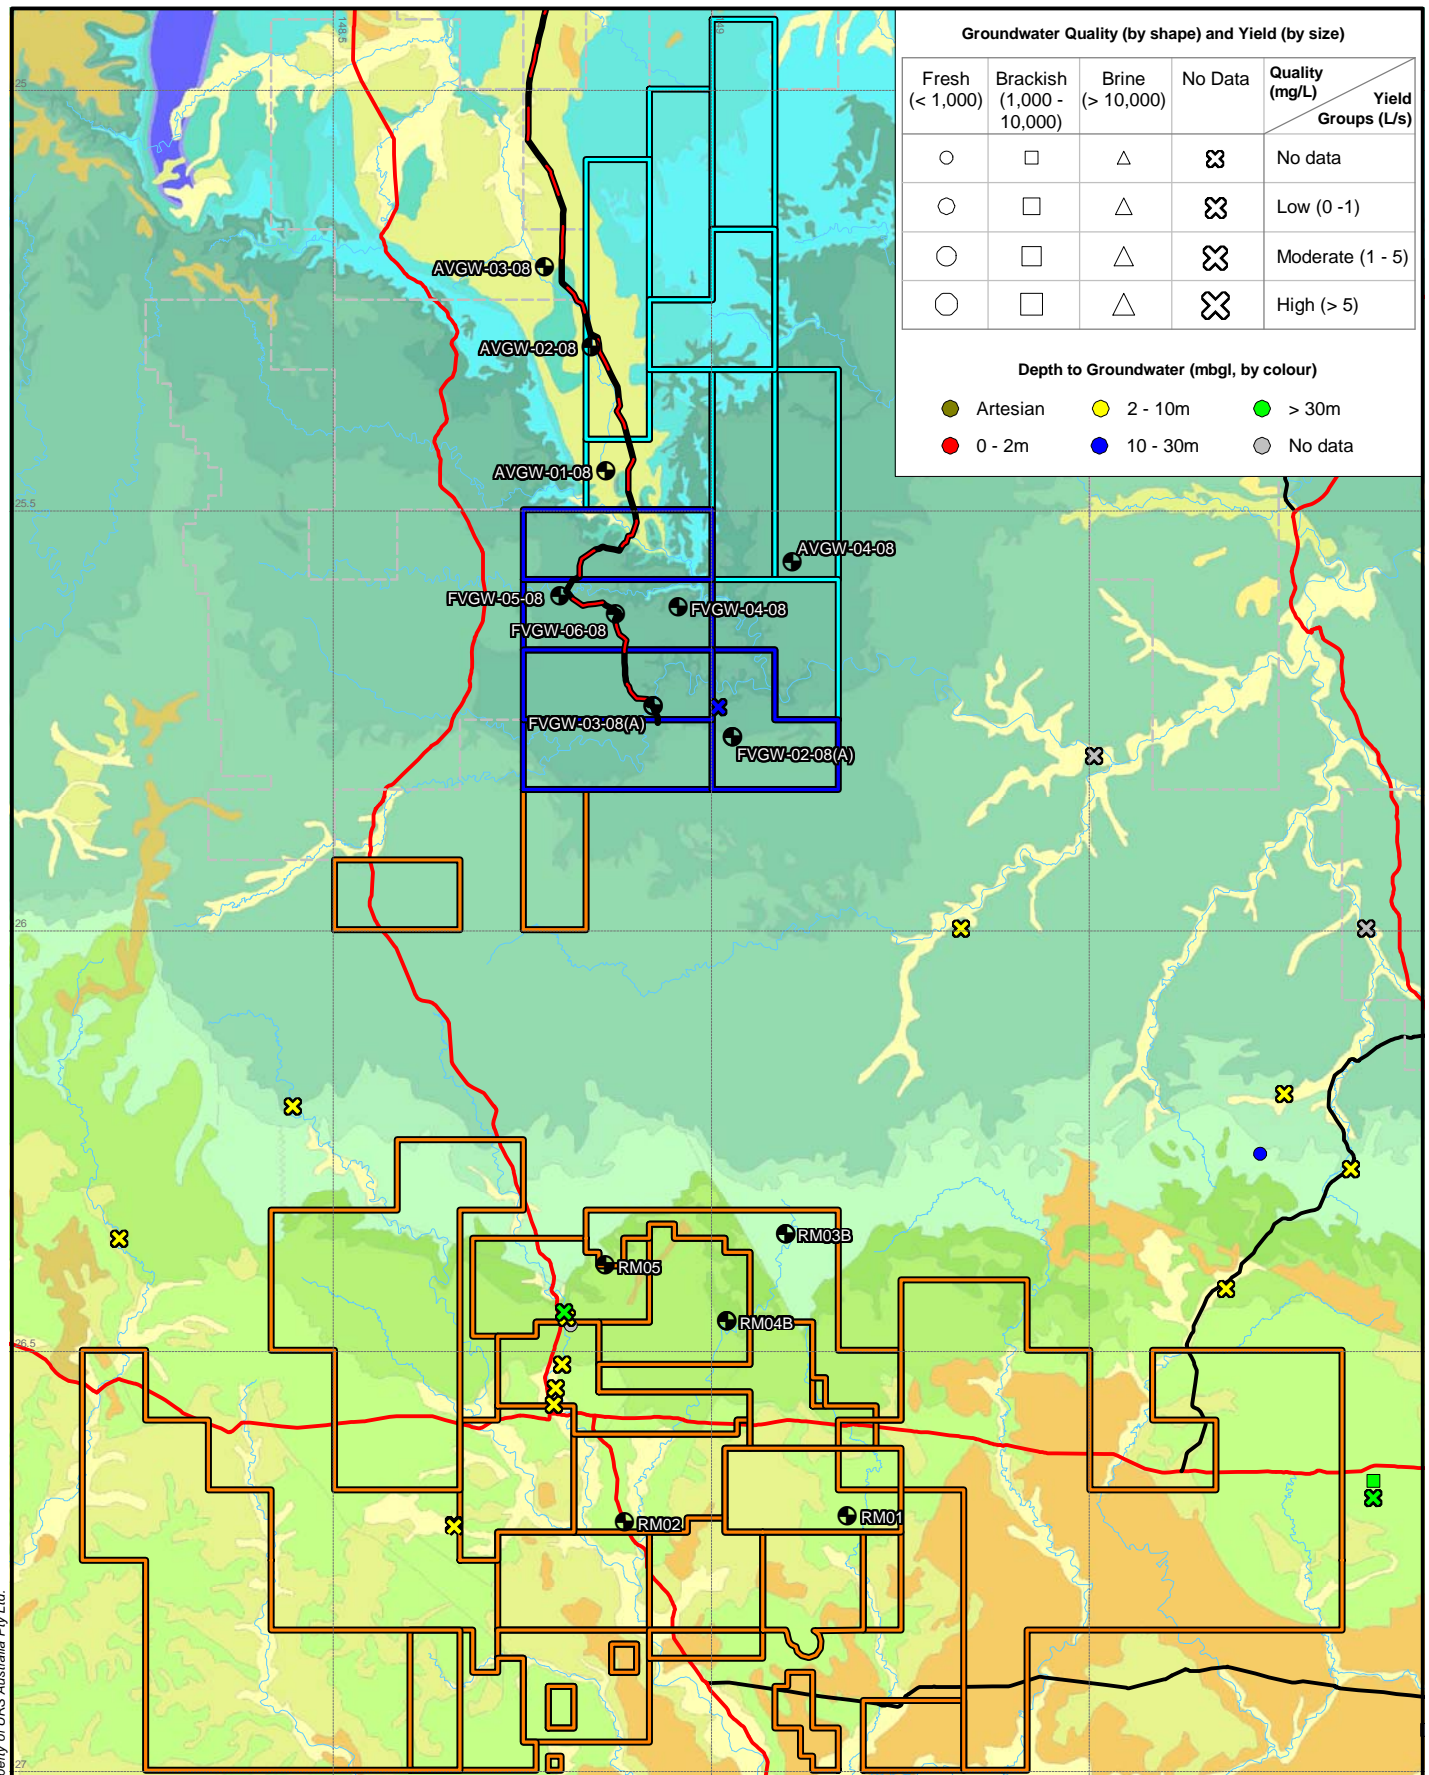 Groundwater Quality (by shape) and Yield (by size)
Fresh (< 1,000)
Brackish (1,000 - 10,000)
Brine (> 10,000)
No Data
Quality (mg/L)
Yield Groups (L/s)
No data
Low (0 -1)
Moderate (1 - 5)
High (> 5)
Depth to Groundwater (mbgl, by colour)
Artesian
2 - 10m
> 30m
0 - 2m
10 - 30m
No data
148.5
149
25
AVGW-03-08
AVGW-02-08
AVGW-01-08
25.5
AVGW-04-08
FVGW-05-08
FVGW-04-08
FVGW-06-08
FVGW-03-08(A)
FVGW-02-08(A)
26
RM03B
RM05
RM04B
26.5
RM02
RM01
27
of URS Australia Pty Ltd.